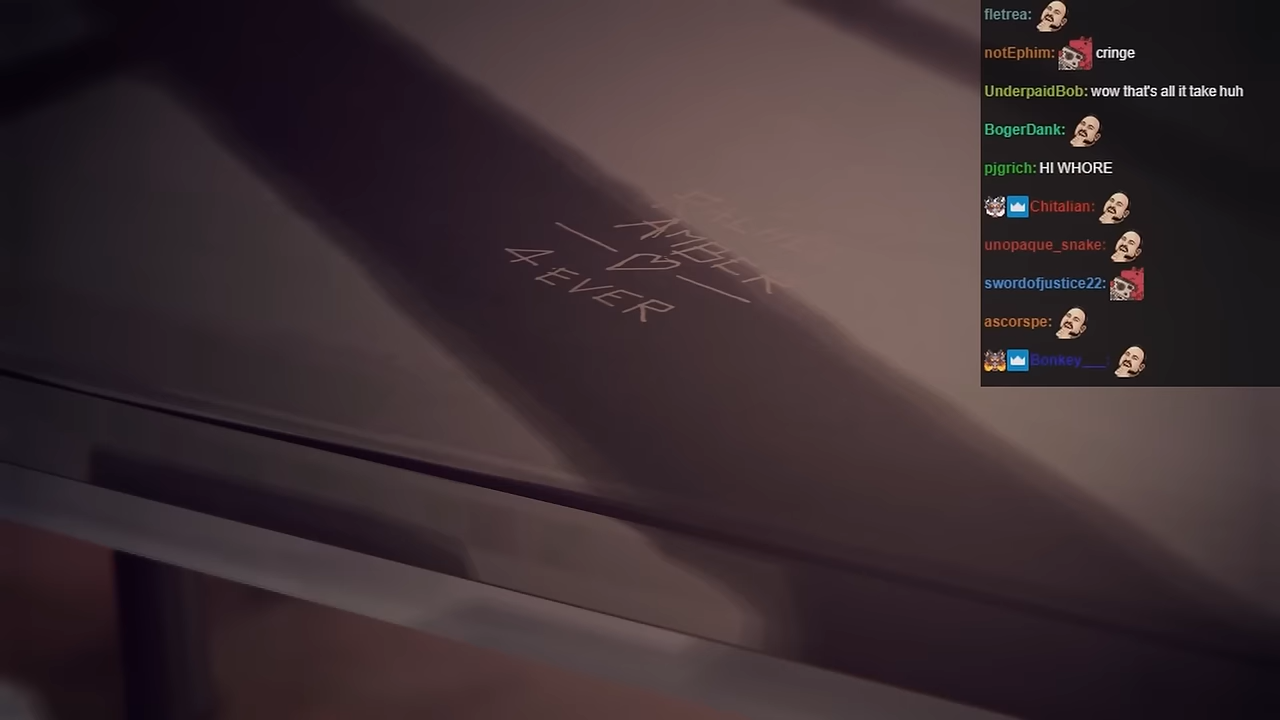 AMBER
4EVER
fletrea:
notEphim: cringe
UnderpaidBob: wow that's all it take huh
BogerDank:
pjgrich: HI WHORE
Chitalian:
unopaque_snake:
swordofjustice22:
ascorspe:
Bonkey___: